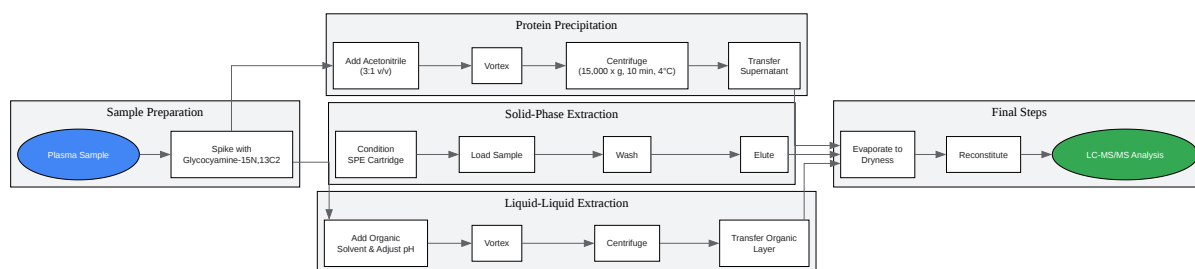 Protein Precipitation
Add Acetonitrile
(3:1 v/v)
Vortex
Centrifuge
(15,000 x g, 10 min, 4°C)
Transfer
Supernatant
Sample Preparation
Plasma Sample
Spike with
Glycocyamine-15N,13C2
Solid-Phase Extraction
Condition
SPE Cartridge
Load Sample
Wash
Elute
Final Steps
Evaporate to
Dryness
Reconstitute
LC-MS/MS Analysis
Liquid-Liquid Extraction
Add Organic
Solvent & Adjust pH
Vortex
Centrifuge
Transfer Organic
Layer